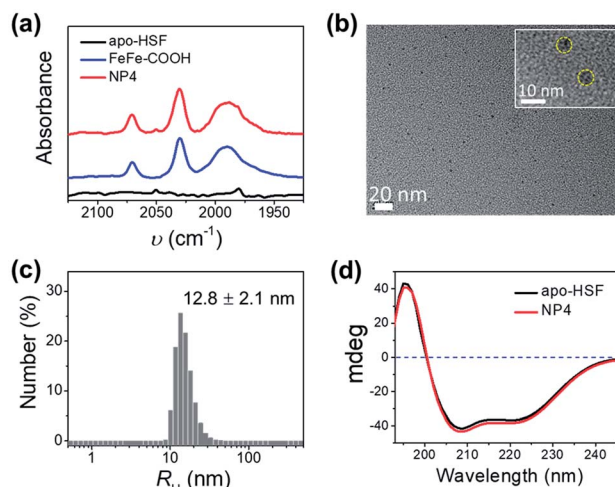 (a)
apo-HSF
FeFe-COOH
NP4
Absorbance
2100 2050 2000 1950
υ (cm-1)
(b)
10 nm
20 nm
(c)
12.8 ± 2.1 nm
Number (%)
30
20
10
0
1 10 100
(nm)
(d)
apo-HSF
NP4
mdeg
40
20
0
-20
-40
200 210 220 230 240
Wavelength (nm)